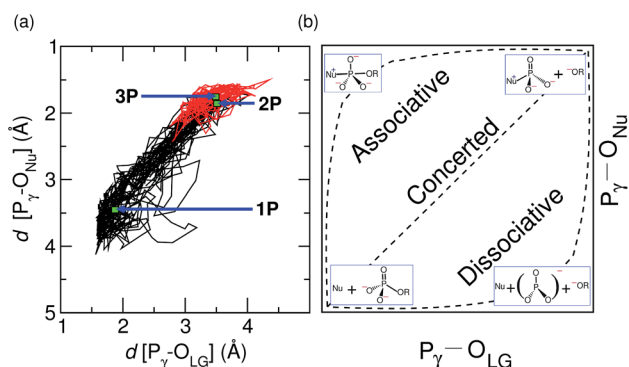 (a)
1
2
3
4
5
1 2 3 4
d [Pγ-ONu] (Å)
d [Pγ-OLG] (Å)
3P
2P
1P
(b)
Associative
Concerted
Dissociative
Nu+ O− P O− O− OR
Nu+ P O O− O− + −OR
Nu + −O P O O− OR
Nu + ( O P O O )− + −OR
Pγ—ONu
Pγ—OLG